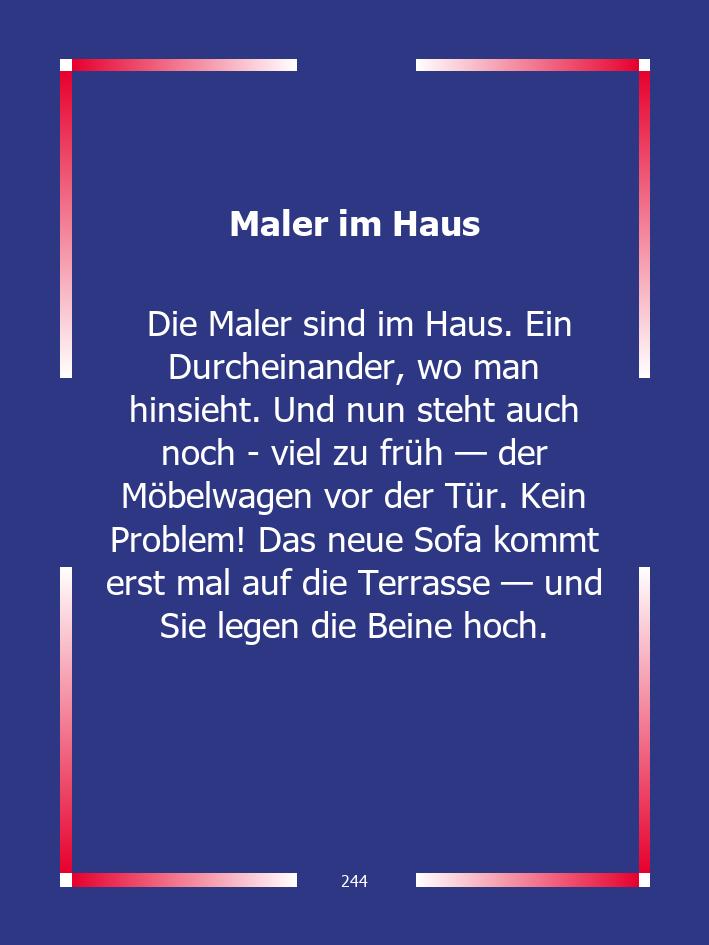 Maler im Haus
Die Maler sind im Haus. Ein
Durcheinander, wo man
hinsieht. Und nun steht auch
noch - viel zu früh — der
Möbelwagen vor der Tür. Kein
Problem! Das neue Sofa kommt
erst mal auf die Terrasse — und
Sie legen die Beine hoch.
244